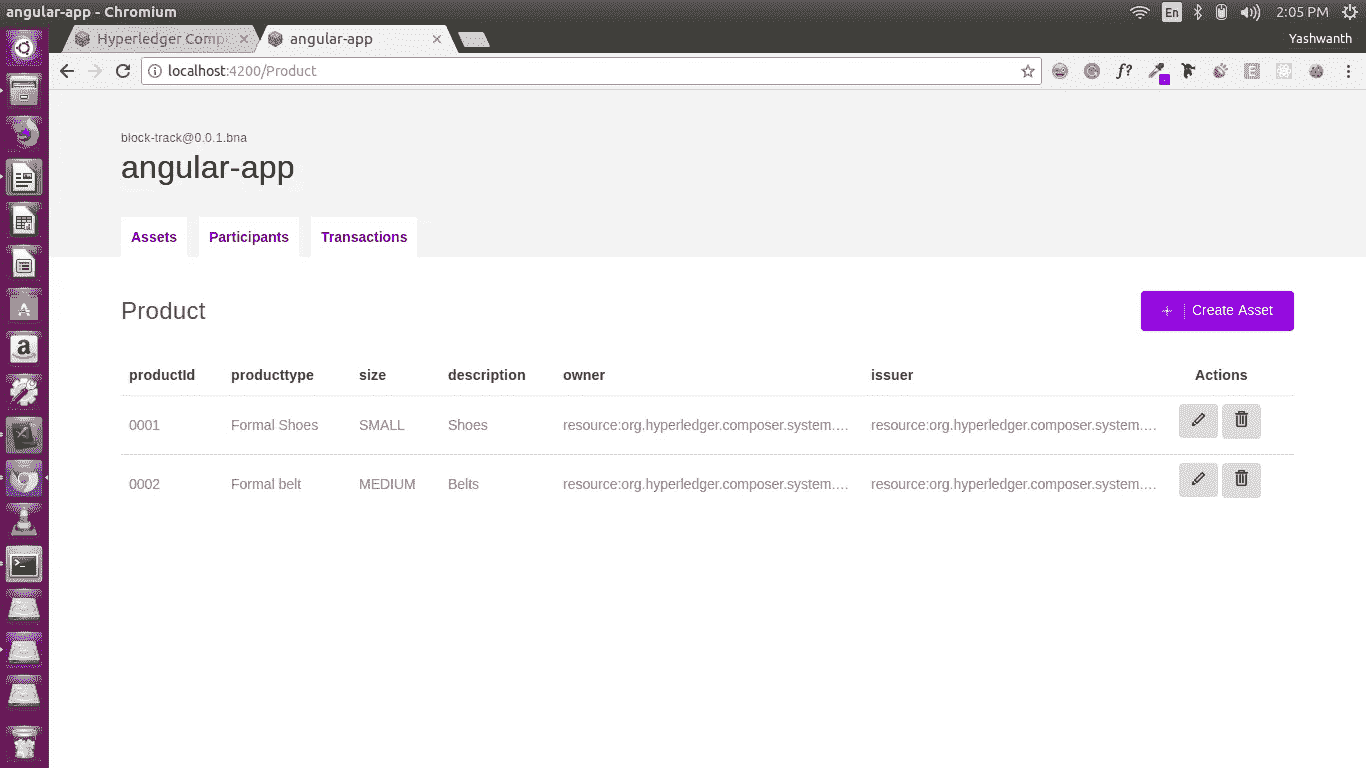 angular-app - Chromium
En
2:05 PM
Hyperledger Comp
angular-app
Yashwanth
localhost:4200/Product
f?
block-track@0.0.1.bna
angular-app
Assets Participants Transactions
Product
+ Create Asset
productId producttype size description owner issuer Actions
0001 Formal Shoes SMALL Shoes resource:org.hyperledger.composer.system.... resource:org.hyperledger.composer.system....
0002 Formal belt MEDIUM Belts resource:org.hyperledger.composer.system.... resource:org.hyperledger.composer.system....